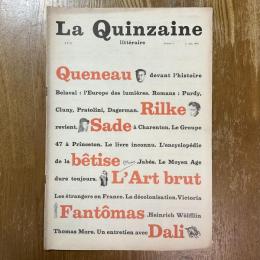 La Quinzaine
littéraire
Queneau devant l'histoire
Belaval : l'Europe des lumières. Romans : Purdy,
Cluny, Pratolini, Dagerman. Rilke
revient. Sade à Charenton. Le Groupe
47 à Princeton. Le livre inconnu. L'encyclopédie
de la bêtise Jabès. Le Moyen Age
dure toujours. L'Art brut
Les étrangers en France. La décolonisation. Victoria
Fantômas Heinrich Wölfflin
Thomas More. Un entretien avec Dali